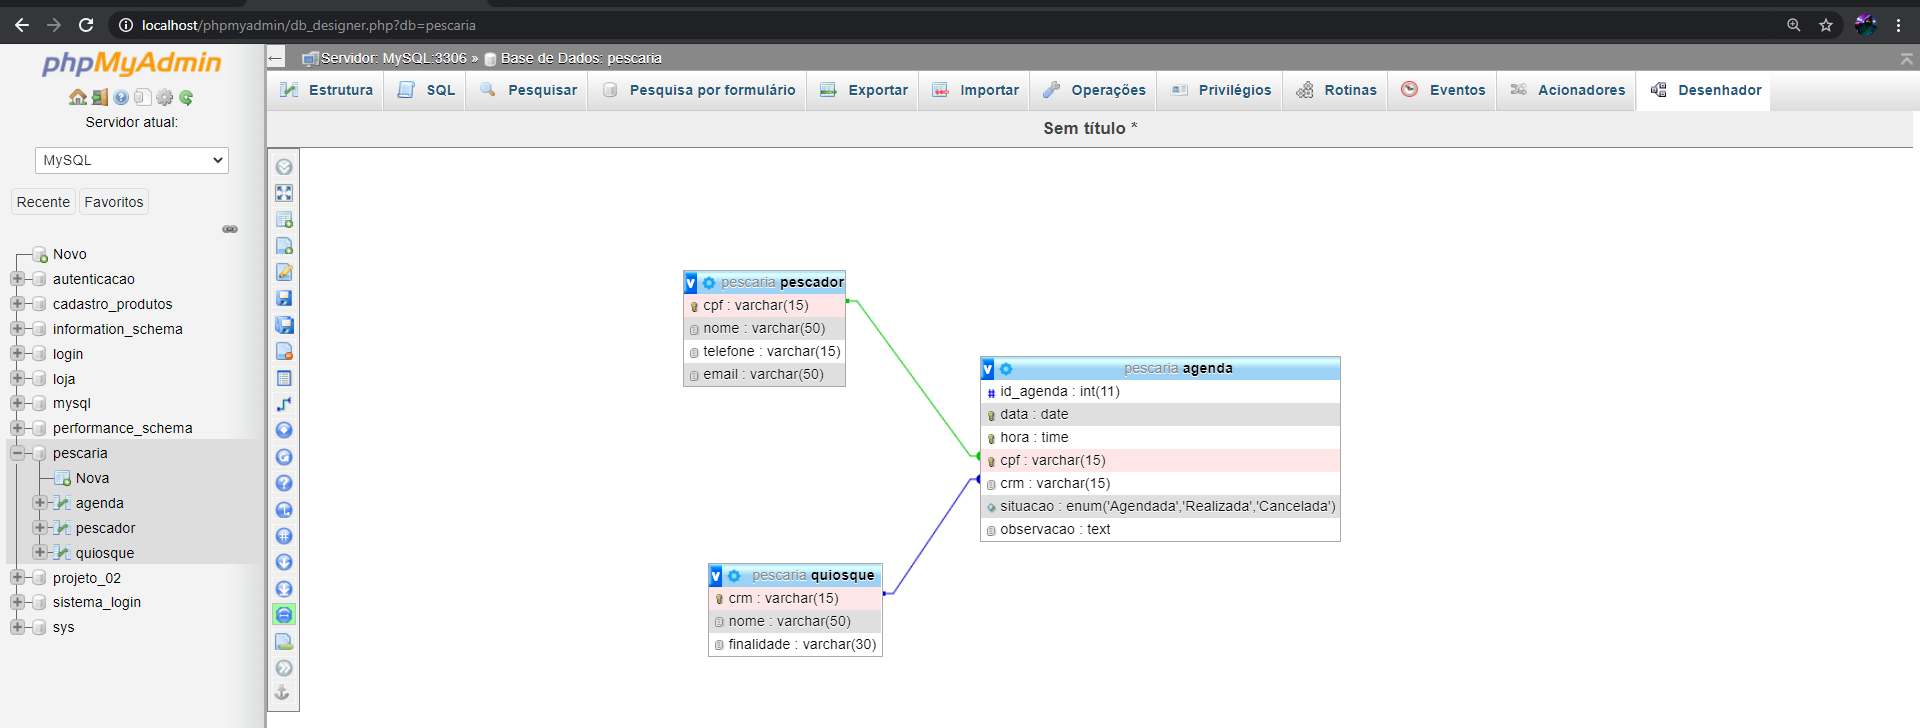 localhost/phpmyadmin/db_designer.php?db=pescaria
phpMyAdmin
Servidor atual:
MySQL
Recente
Favoritos
Novo
autenticacao
cadastro_produtos
information_schema
login
loja
mysql
performance_schema
pescaria
Nova
agenda
pescador
quiosque
projeto_02
sistema_login
sys
← Servidor: MySQL:3306 » Base de Dados: pescaria
Estrutura SQL Pesquisar Pesquisa por formulário Exportar Importar Operações Privilégios Rotinas Eventos Acionadores Desenhador
Sem título *
v pescaria pescador
cpf : varchar(15)
nome : varchar(50)
telefone : varchar(15)
email : varchar(50)
v pescaria agenda
# id_agenda : int(11)
data : date
hora : time
cpf : varchar(15)
crm : varchar(15)
situacao : enum('Agendada','Realizada','Cancelada')
observacao : text
v pescaria quiosque
crm : varchar(15)
nome : varchar(50)
finalidade : varchar(30)